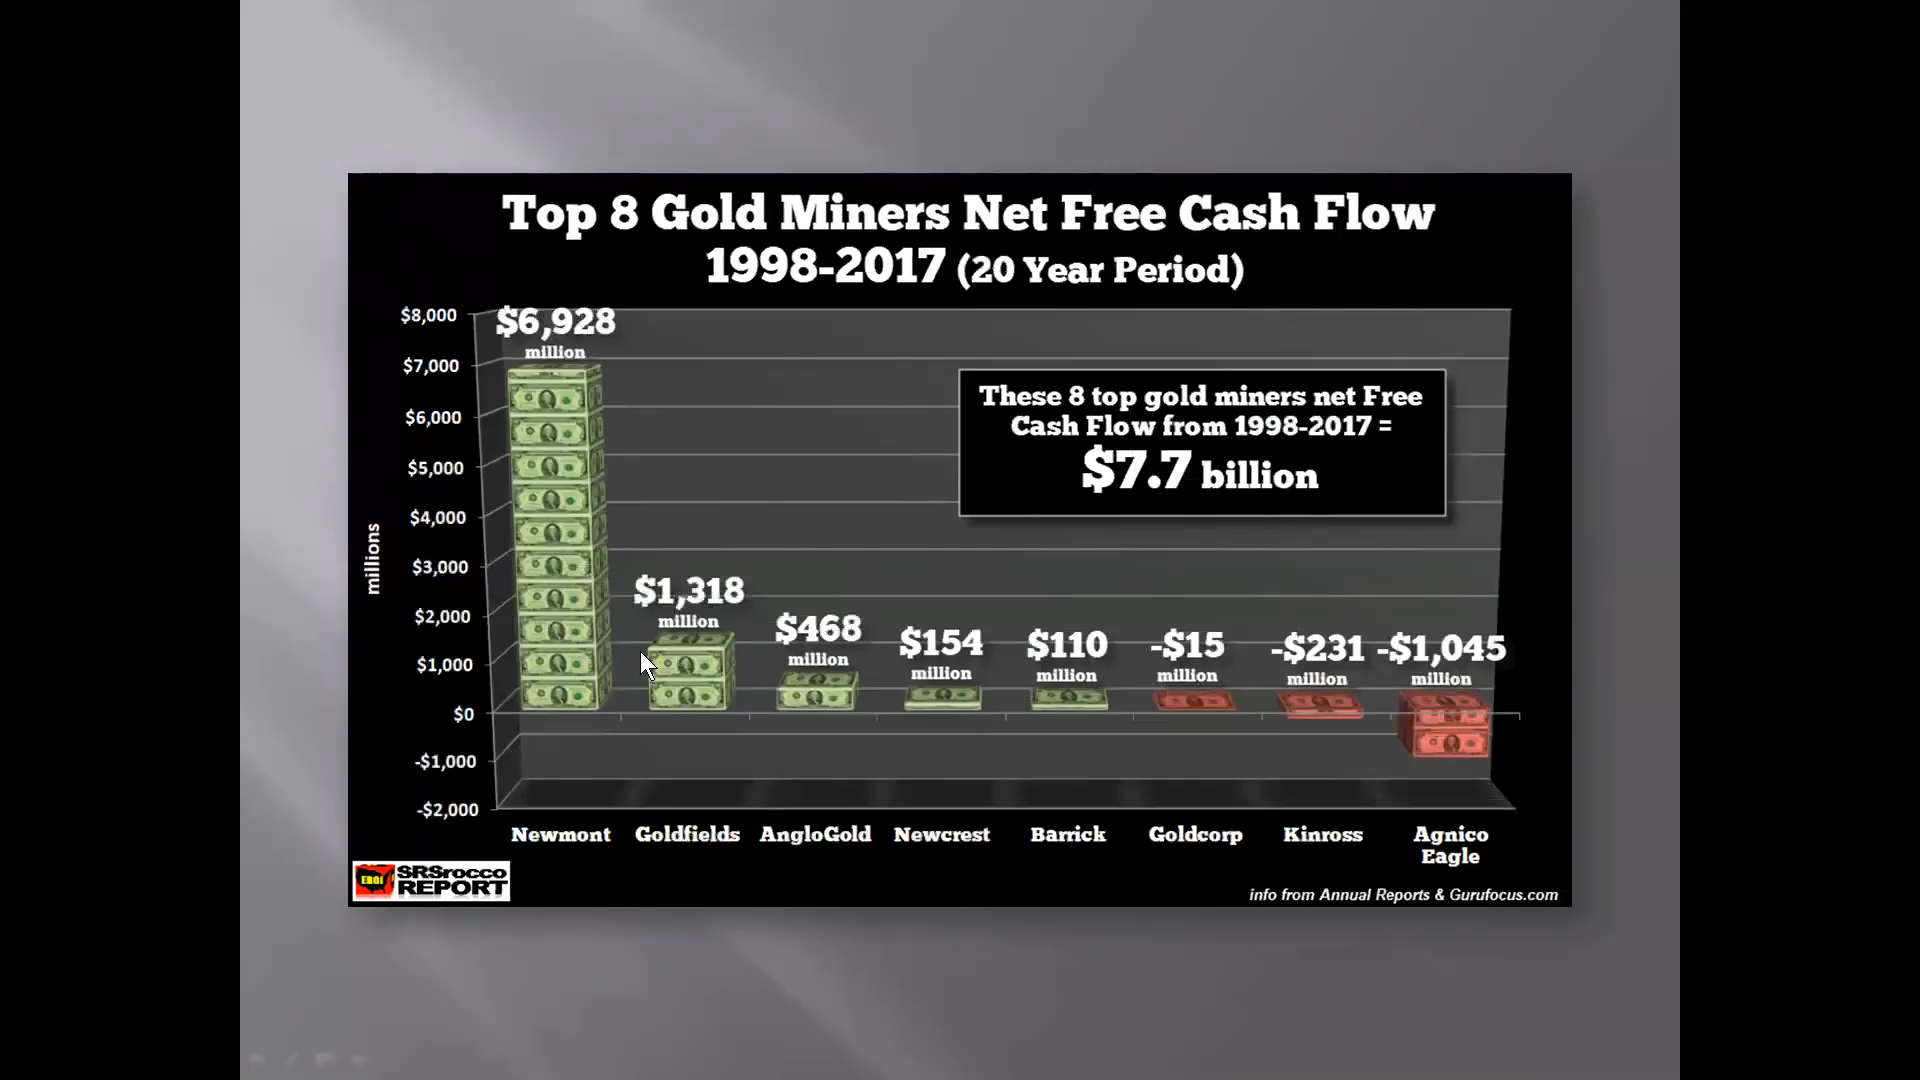 Top 8 Gold Miners Net Free Cash Flow
1998-2017 (20 Year Period)
$8,000
$7,000
$6,000
$5,000
$4,000
$3,000
$2,000
$1,000
$0
-$1,000
-$2,000
millions
$6,928
million
$1,318
million
$468
million
$154
million
$110
million
-$15
million
-$231
million
-$1,045
million
These 8 top gold miners net Free
Cash Flow from 1998-2017 =
$7.7 billion
Newmont
Goldfields
AngloGold
Newcrest
Barrick
Goldcorp
Kinross
Agnico
Eagle
EROI
SRSrocco
REPORT
info from Annual Reports & Gurufocus.com